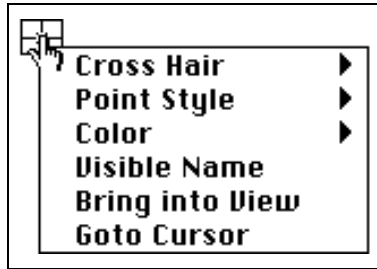 Cross Hair
Point Style
Color
Visible Name
Bring into View
Goto Cursor